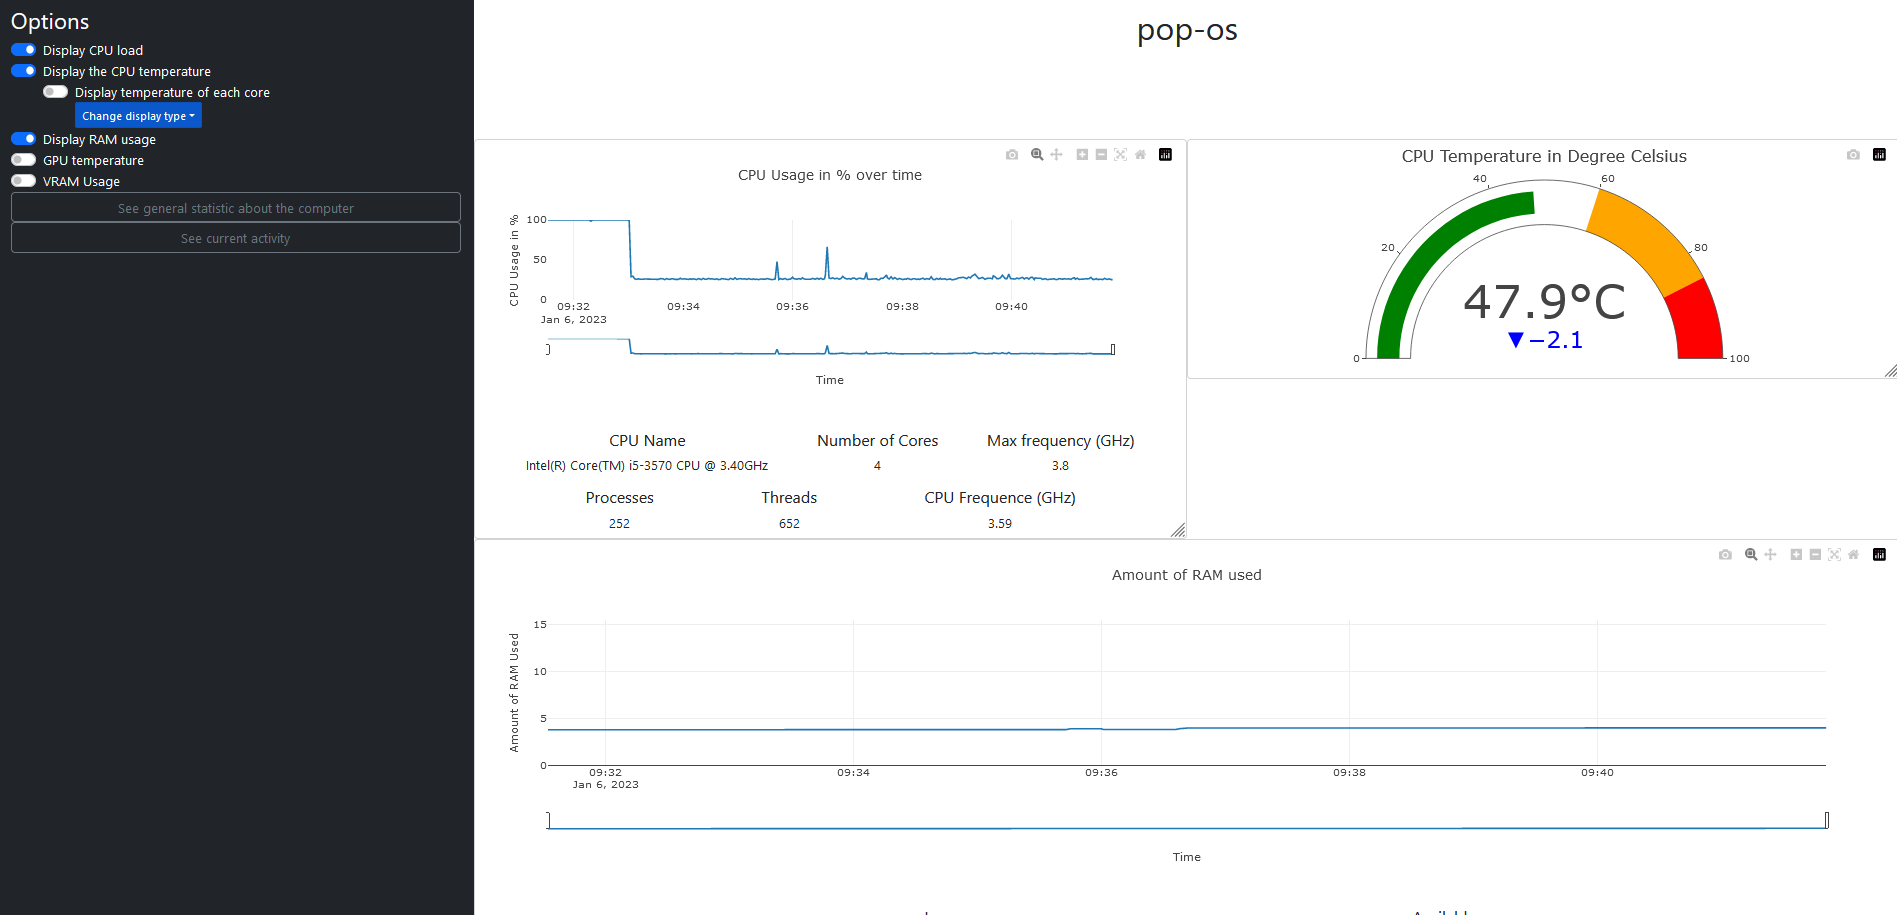 Options
Display CPU load
Display the CPU temperature
Display temperature of each core
Change display type
Display RAM usage
GPU temperature
VRAM Usage
See general statistic about the computer
See current activity
pop-os
CPU Usage in % over time
CPU Usage in %
100
50
0
09:32
09:34
09:36
09:38
09:40
Jan 6, 2023
Time
CPU Name
Number of Cores
Max frequency (GHz)
Intel(R) Core(TM) i5-3570 CPU @ 3.40GHz
4
3.8
Processes
Threads
CPU Frequence (GHz)
252
652
3.59
CPU Temperature in Degree Celsius
0
20
40
60
80
100
47.9°C
▼−2.1
Amount of RAM used
Amount of RAM Used
15
10
5
0
09:32
09:34
09:36
09:38
09:40
Jan 6, 2023
Time